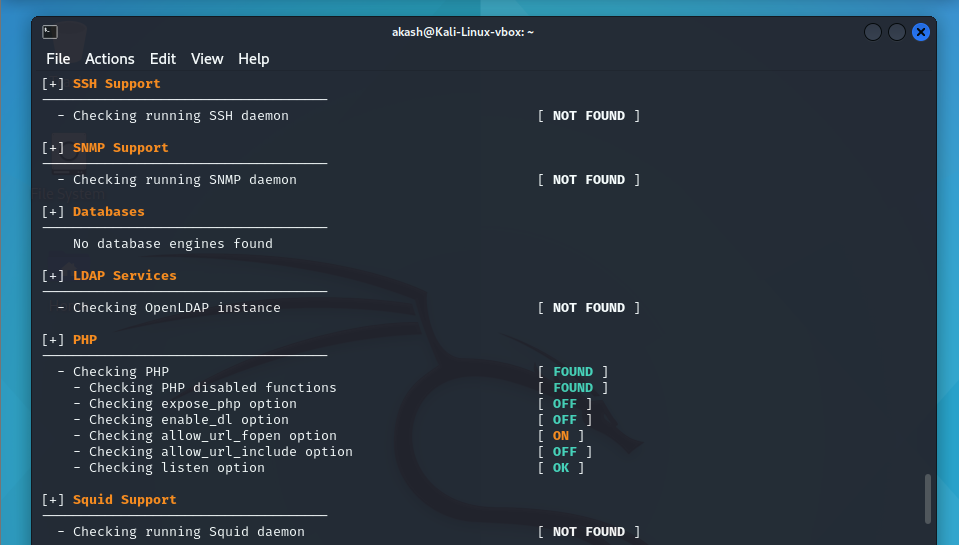 akash@Kali-Linux-vbox: ~
File Actions Edit View Help
[+] SSH Support
------------------------------------
- Checking running SSH daemon [ NOT FOUND ]
[+] SNMP Support
------------------------------------
- Checking running SNMP daemon [ NOT FOUND ]
[+] Databases
------------------------------------
No database engines found
[+] LDAP Services
------------------------------------
- Checking OpenLDAP instance [ NOT FOUND ]
[+] PHP
------------------------------------
- Checking PHP [ FOUND ]
- Checking PHP disabled functions [ FOUND ]
- Checking expose_php option [ OFF ]
- Checking enable_dl option [ OFF ]
- Checking allow_url_fopen option [ ON ]
- Checking allow_url_include option [ OFF ]
- Checking listen option [ OK ]
[+] Squid Support
------------------------------------
- Checking running Squid daemon [ NOT FOUND ]
File System